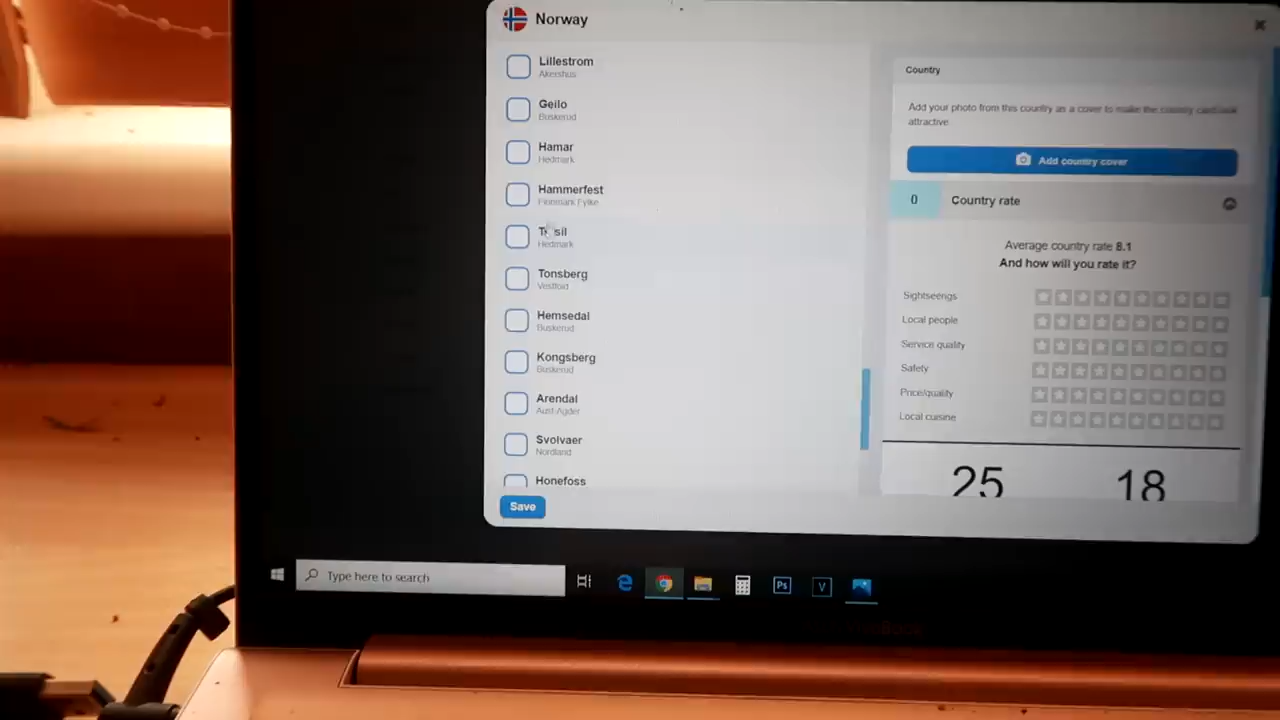 Norway
Lillestrom
Akershus
Geilo
Buskerud
Hamar
Hedmark
Hammerfest
Finnmark Fylke
Hedmark
Tonsberg
Vestfold
Hemsedal
Buskerud
Kongsberg
Buskerud
Arendal
Aust-Agder
Svolvaer
Nordland
Honefoss
Save
Country
Add your photo from this country as a cover to make the country card look
attractive
Add country cover
0 Country rate
Average country rate 8.1
And how will you rate it?
Sightseeings
Local people
Service quality
Safety
Price/quality
Local cuisine
25 18
Type here to search
Ps
V